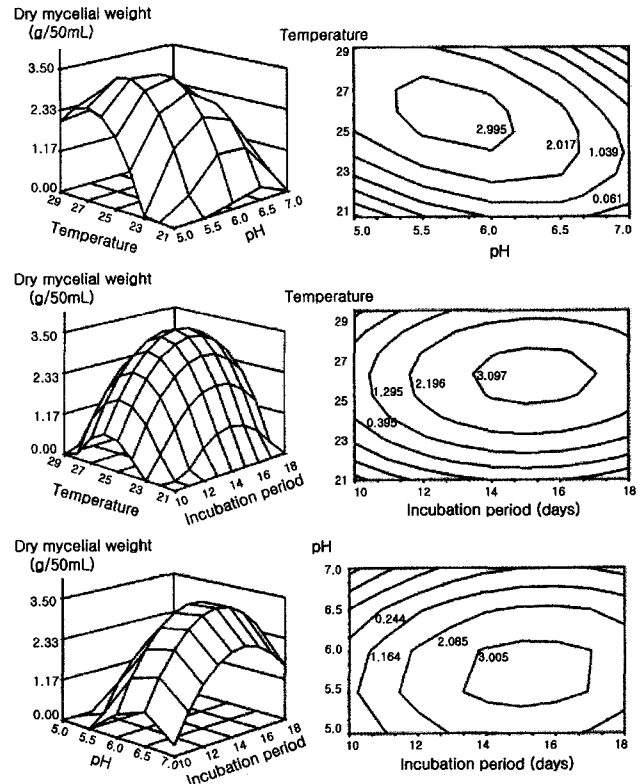 Dry mycelial weight
(g/50mL)
3.50
2.33
1.17
0.00
29 27 25 23 21
Temperature
5.0 5.5 6.0 6.5 7.0
pH
Temperature
29
27
25
23
21
2.995
2.017
1.039
0.061
5.0 5.5 6.0 6.5 7.0
pH
Dry mycelial weight
(g/50mL)
3.50
2.33
1.17
0.00
29 27 25 23 21
Temperature
10 12 14 16 18
Incubation period
Temperature
29
27
25
23
21
3.097
2.196
1.295
0.395
10 12 14 16 18
Incubation period (days)
Dry mycelial weight
(g/50mL)
3.50
2.33
1.17
0.00
5.0 5.5 6.0 6.5 7.0
pH
10 12 14 16 18
Incubation period
pH
7.0
6.5
6.0
5.5
5.0
0.244
2.085
1.164
3.005
10 12 14 16 18
Incubation period (days)